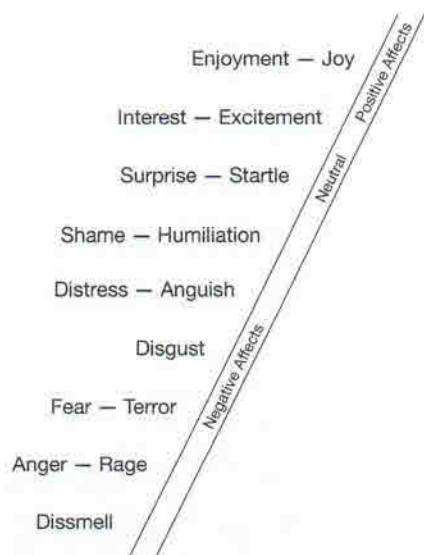 Enjoyment — Joy
Positive Affects
Interest — Excitement
Surprise — Startle
Neutral
Shame — Humiliation
Distress — Anguish
Disgust
Negative Affects
Fear — Terror
Anger — Rage
Dissmell